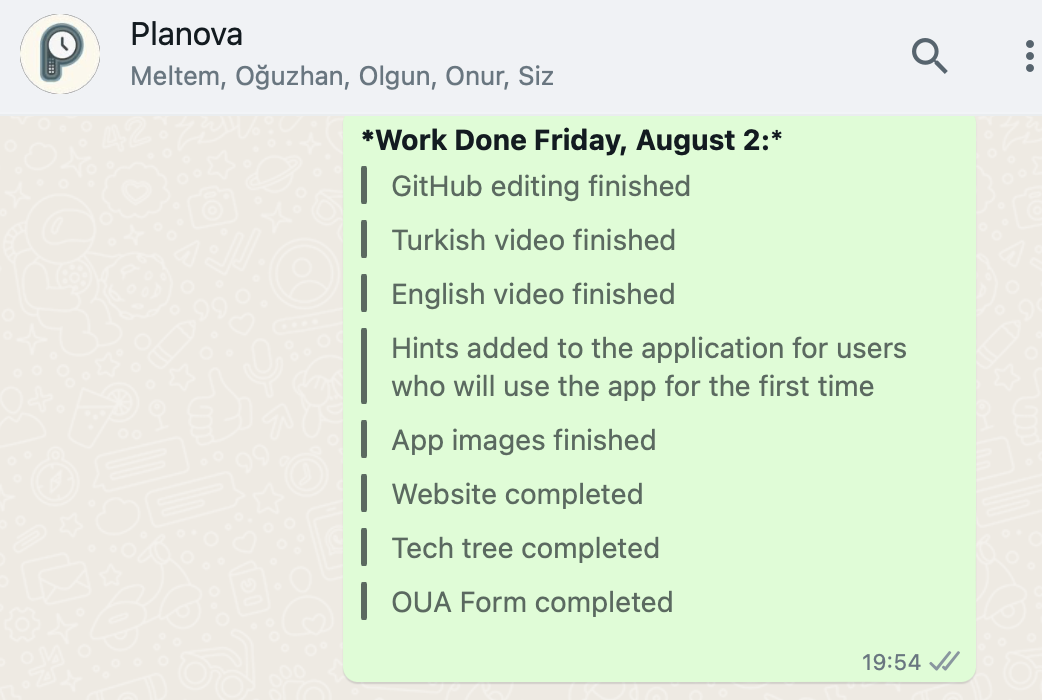 Planova
Meltem, Oğuzhan, Olgun, Onur, Siz
*Work Done Friday, August 2:*
GitHub editing finished
Turkish video finished
English video finished
Hints added to the application for users
who will use the app for the first time
App images finished
Website completed
Tech tree completed
OUA Form completed
19:54